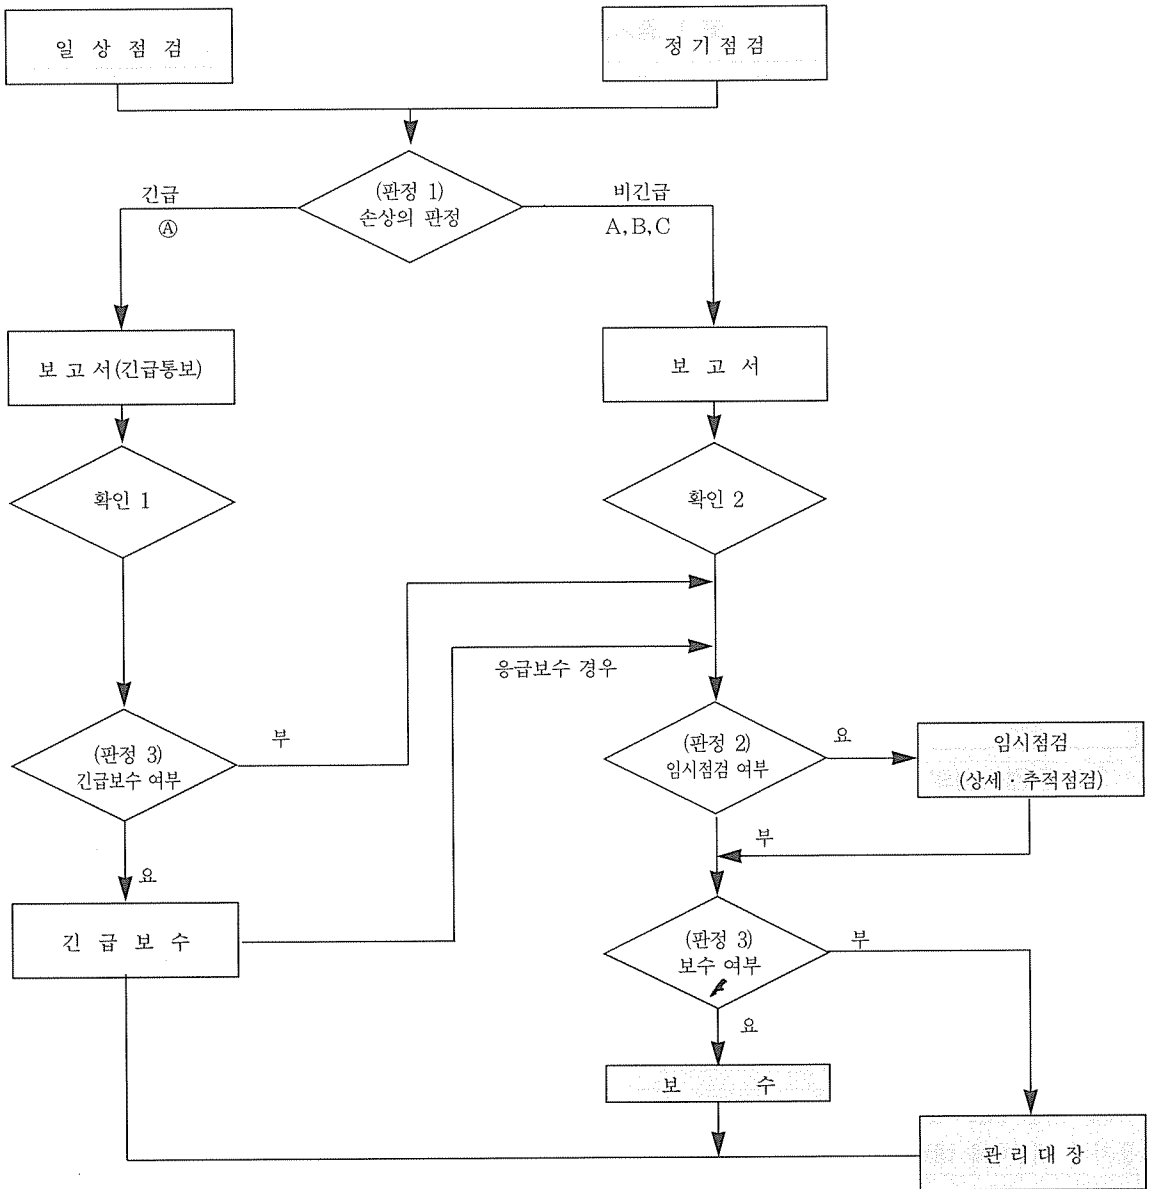 일 상 점 검
정 기 점 검
(판정 1)
손상의 판정
긴급
Ⓐ
비긴급
A, B, C
보 고 서 (긴급통보)
보 고 서
확인 1
확인 2
응급보수 경우
(판정 3)
긴급보수 여부
부
(판정 2)
임시점검 여부
요
임시점검
(상세 · 추적점검)
부
요
긴 급 보 수
(판정 3)
보수 여부
부
요
보 수
관 리 대 장